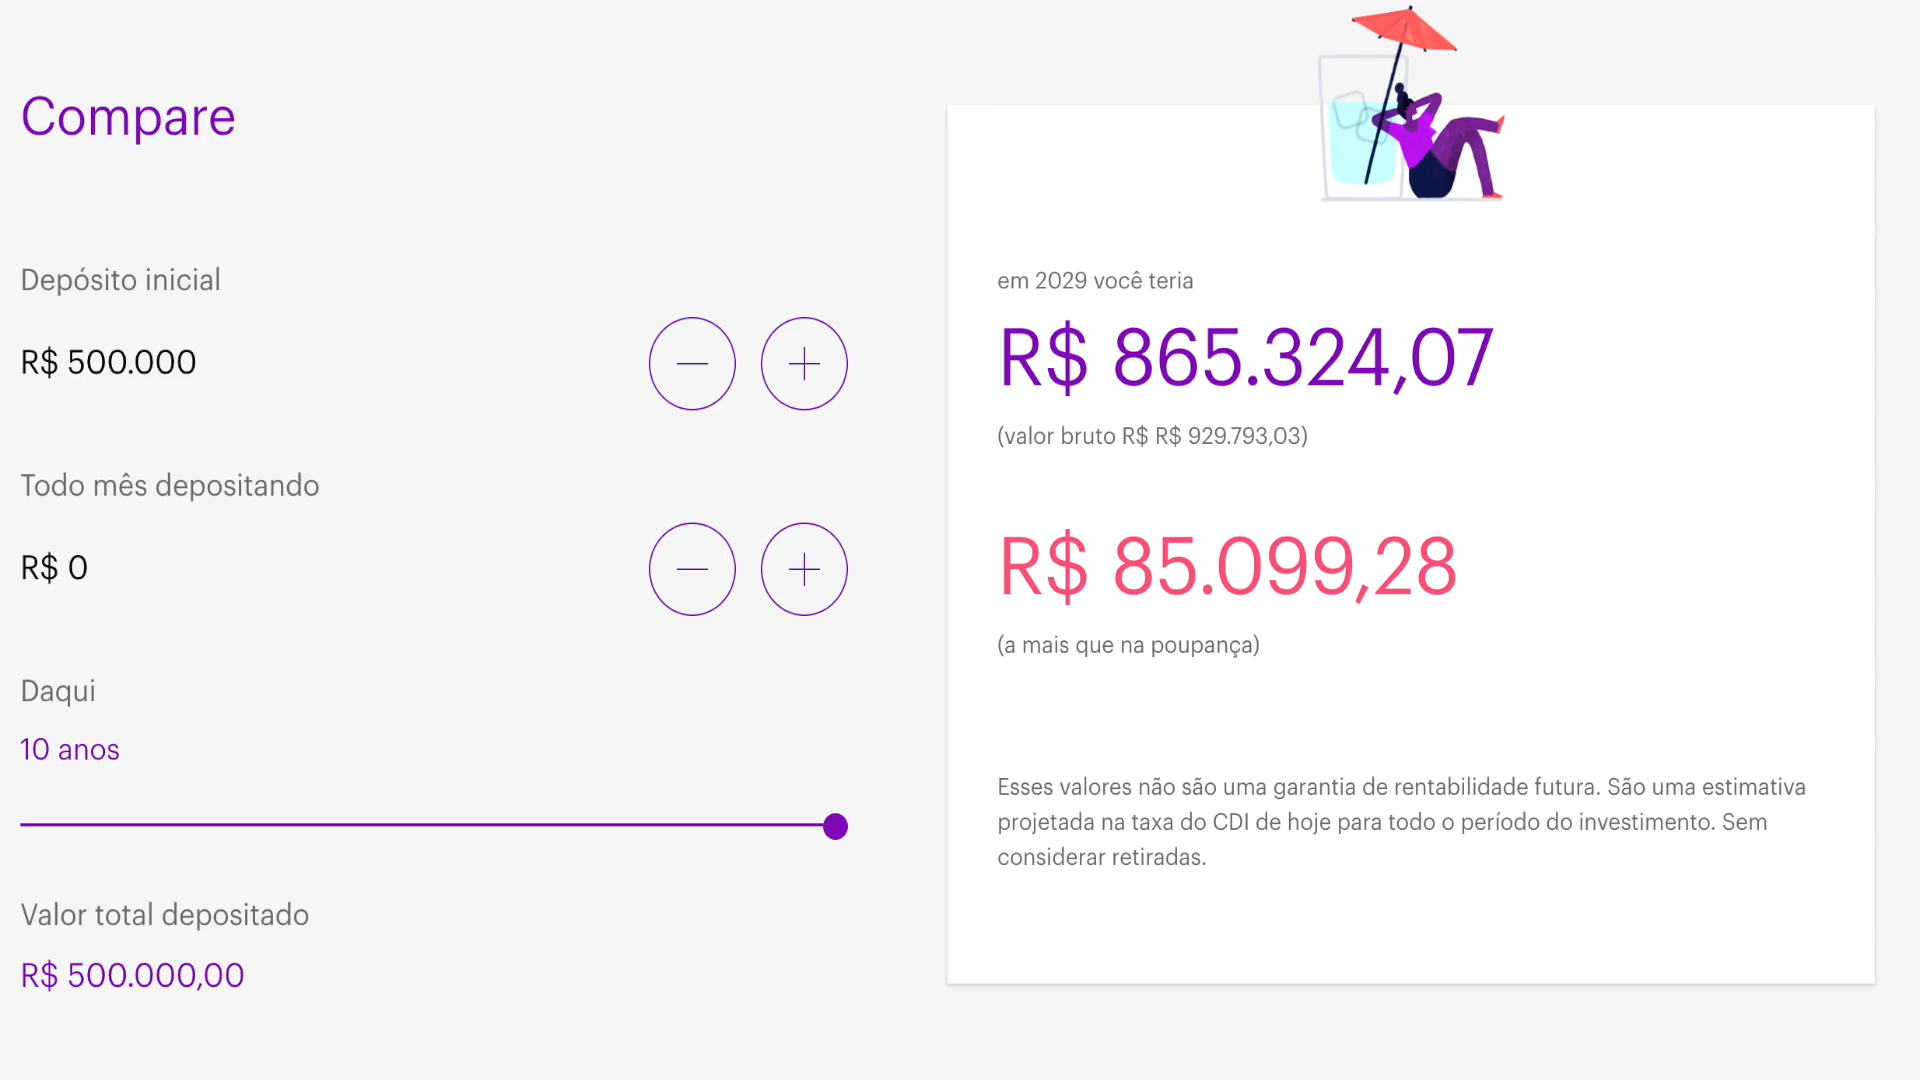 Compare
Depósito inicial
R$ 500.000
Todo mês depositando
R$ 0
Daqui
10 anos
Valor total depositado
R$ 500.000,00
em 2029 você teria
R$ 865.324,07
(valor bruto R$ R$ 929.793,03)
R$ 85.099,28
(a mais que na poupança)
Esses valores não são uma garantia de rentabilidade futura. São uma estimativa
projetada na taxa do CDI de hoje para todo o período do investimento. Sem
considerar retiradas.